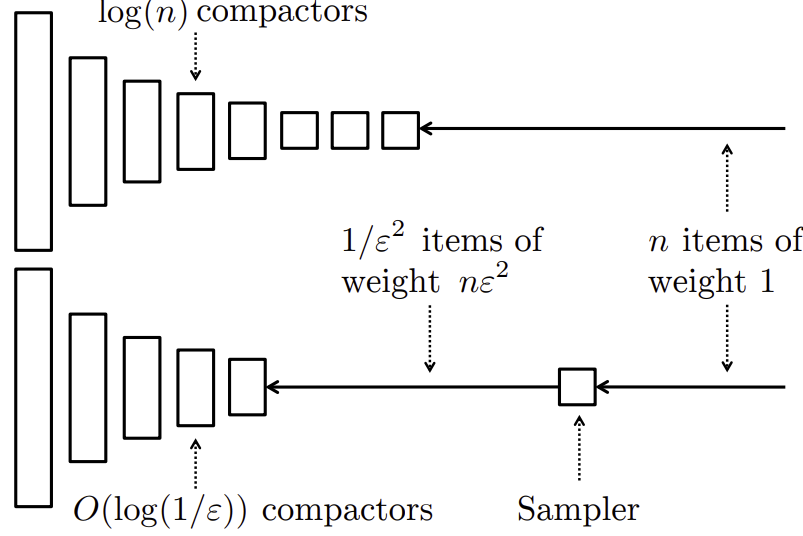 log(n) compactors
1/ε² items of
weight nε²
n items of
weight 1
O(log(1/ε)) compactors
Sampler